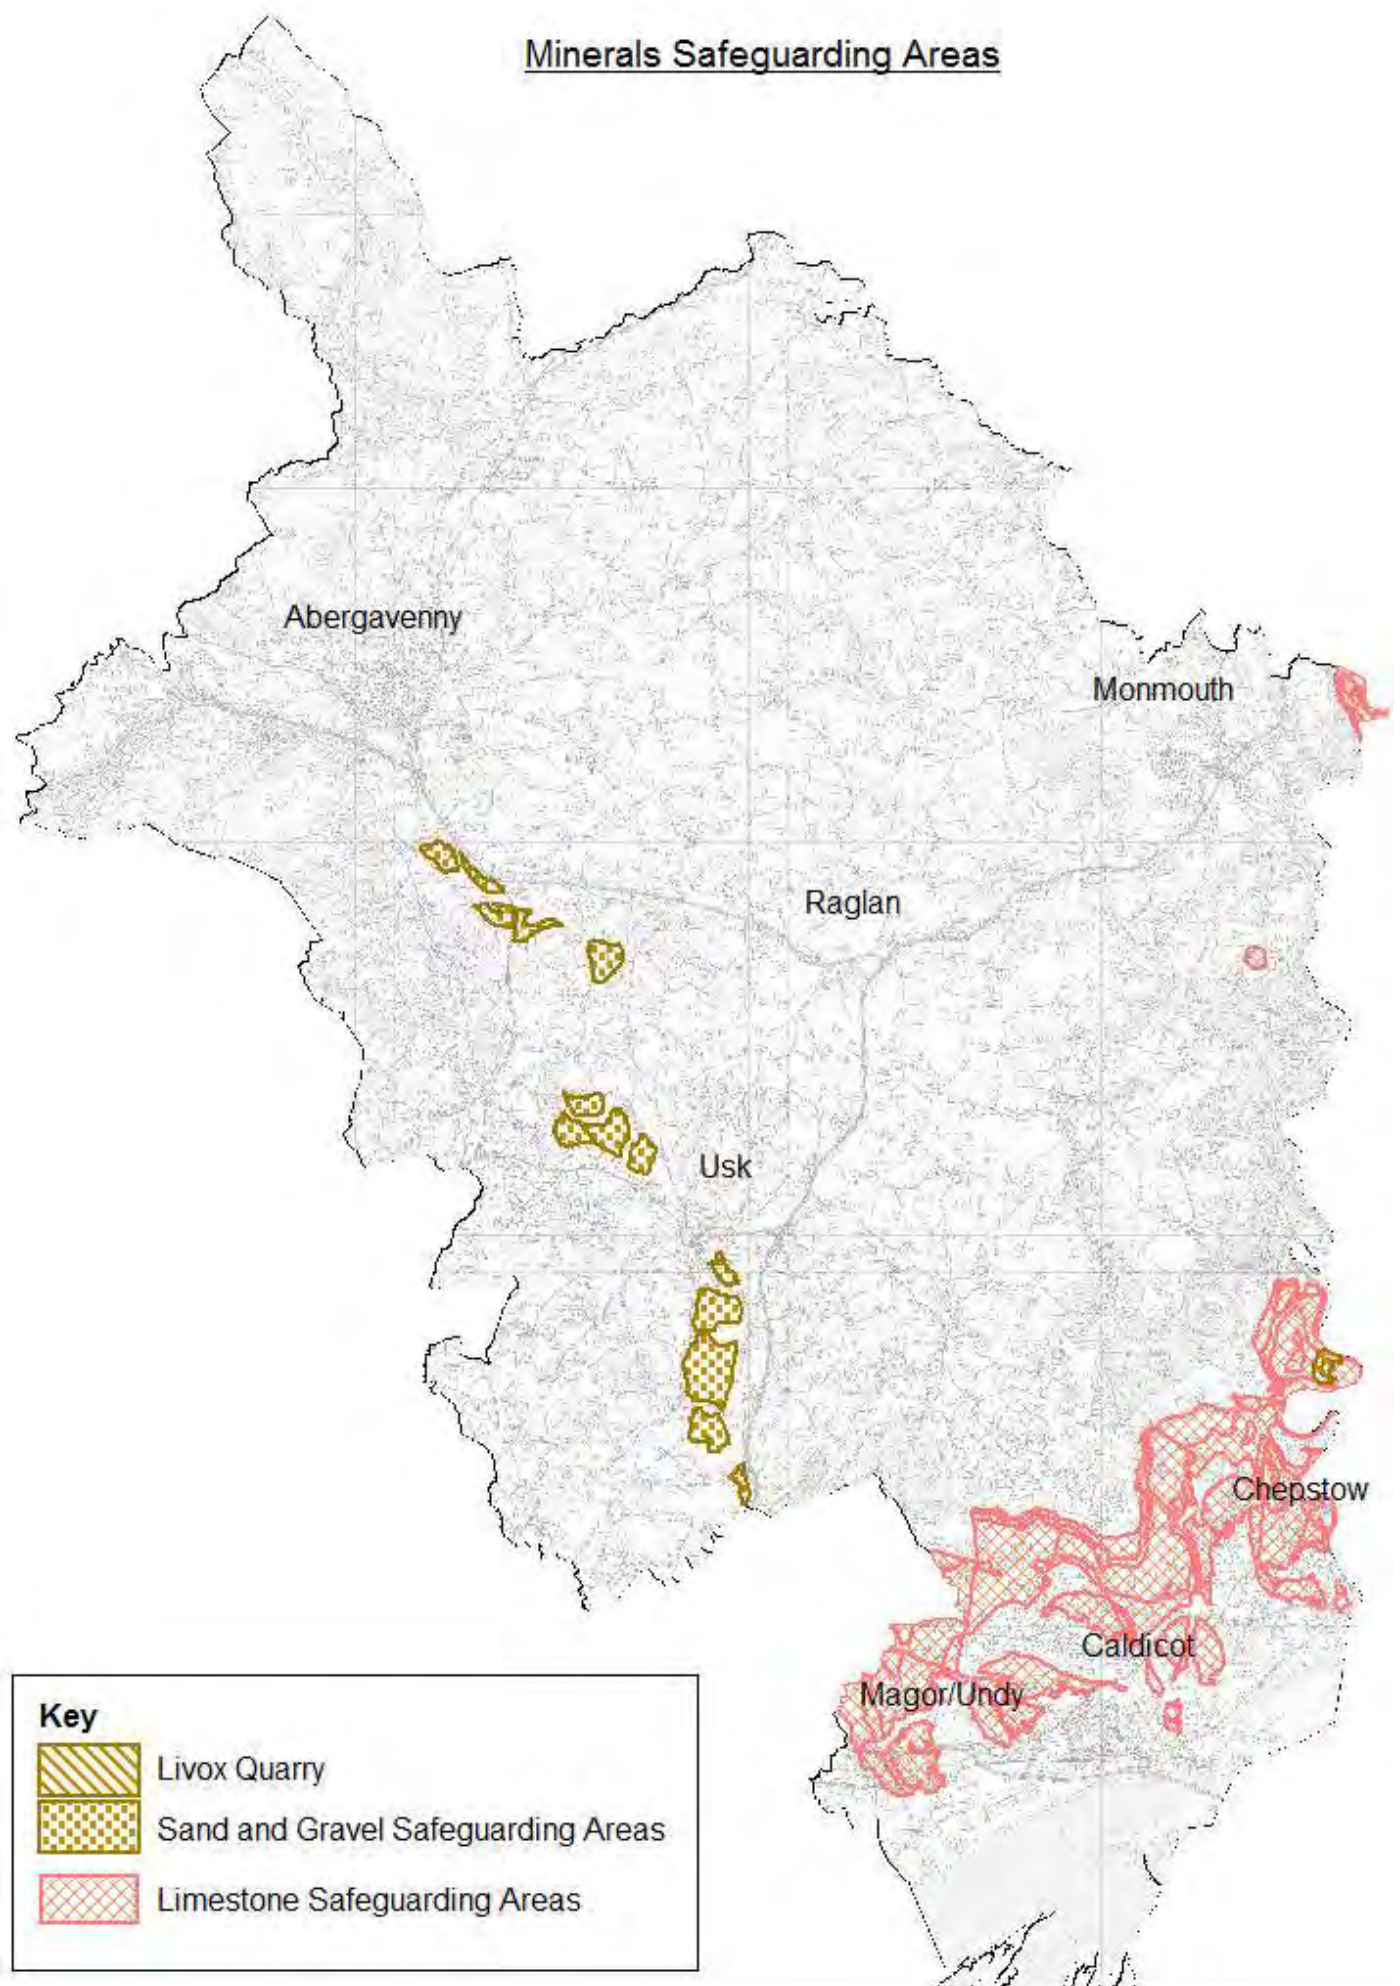 Minerals Safeguarding Areas
Abergavenny
Monmouth
Raglan
Usk
Chepstow
Caldicot
Magor/Undy
Key
Livox Quarry
Sand and Gravel Safeguarding Areas
Limestone Safeguarding Areas